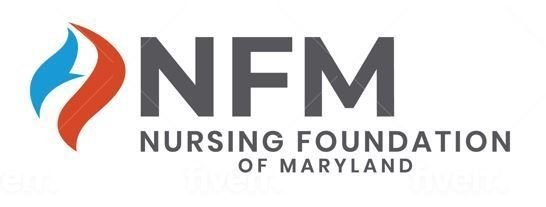 NFM
NURSING FOUNDATION
OF MARYLAND